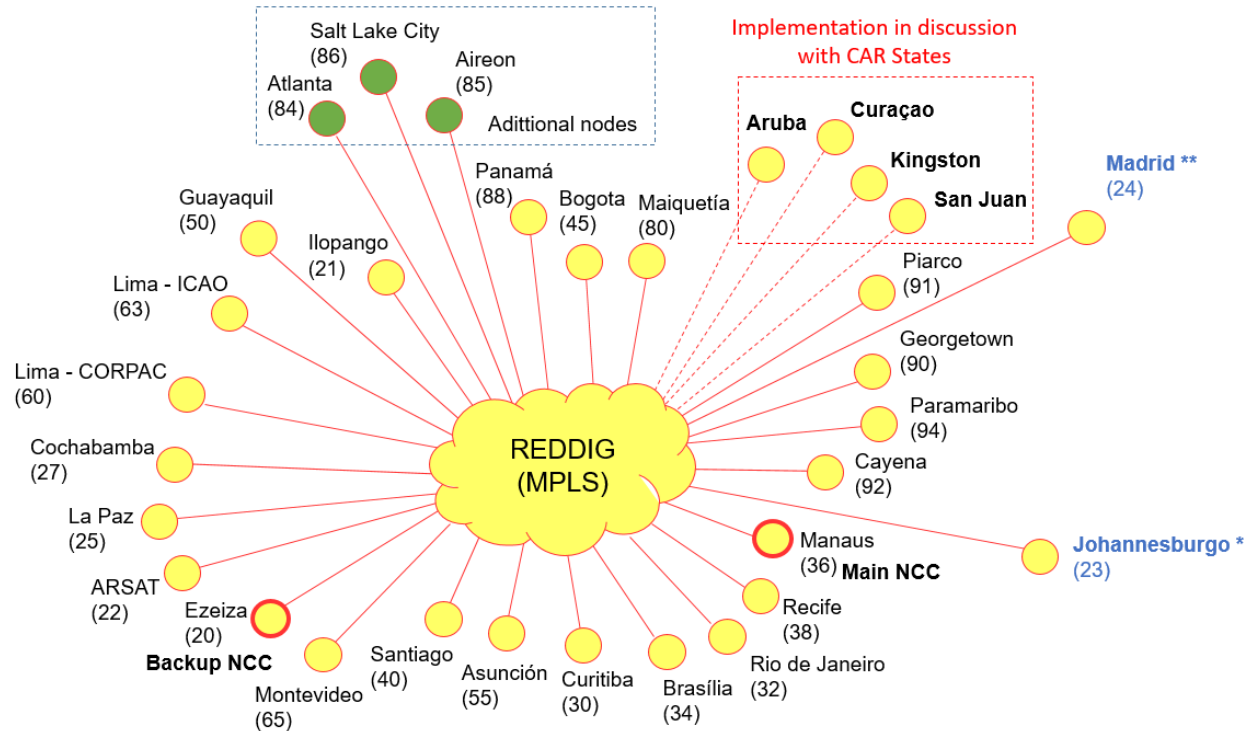 Salt Lake City
(86)
Aireon
(85)
Atlanta
(84)
Adittional nodes
Implementation in discussion
with CAR States
Aruba
Curaçao
Kingston
San Juan
Madrid **
(24)
Guayaquil
(50)
Ilopango
(21)
Panamá
(88)
Bogota
(45)
Maiquetía
(80)
Piarco
(91)
Lima - ICAO
(63)
Georgetown
(90)
Lima - CORPAC
(60)
Paramaribo
(94)
Cochabamba
(27)
REDDIG
(MPLS)
Cayena
(92)
La Paz
(25)
Manaus
(36) Main NCC
Johannesburgo *
(23)
ARSAT
(22)
Ezeiza
(20)
Backup NCC
Recife
(38)
Montevideo
(65)
Santiago
(40)
Asunción
(55)
Curitiba
(30)
Brasília
(34)
Rio de Janeiro
(32)